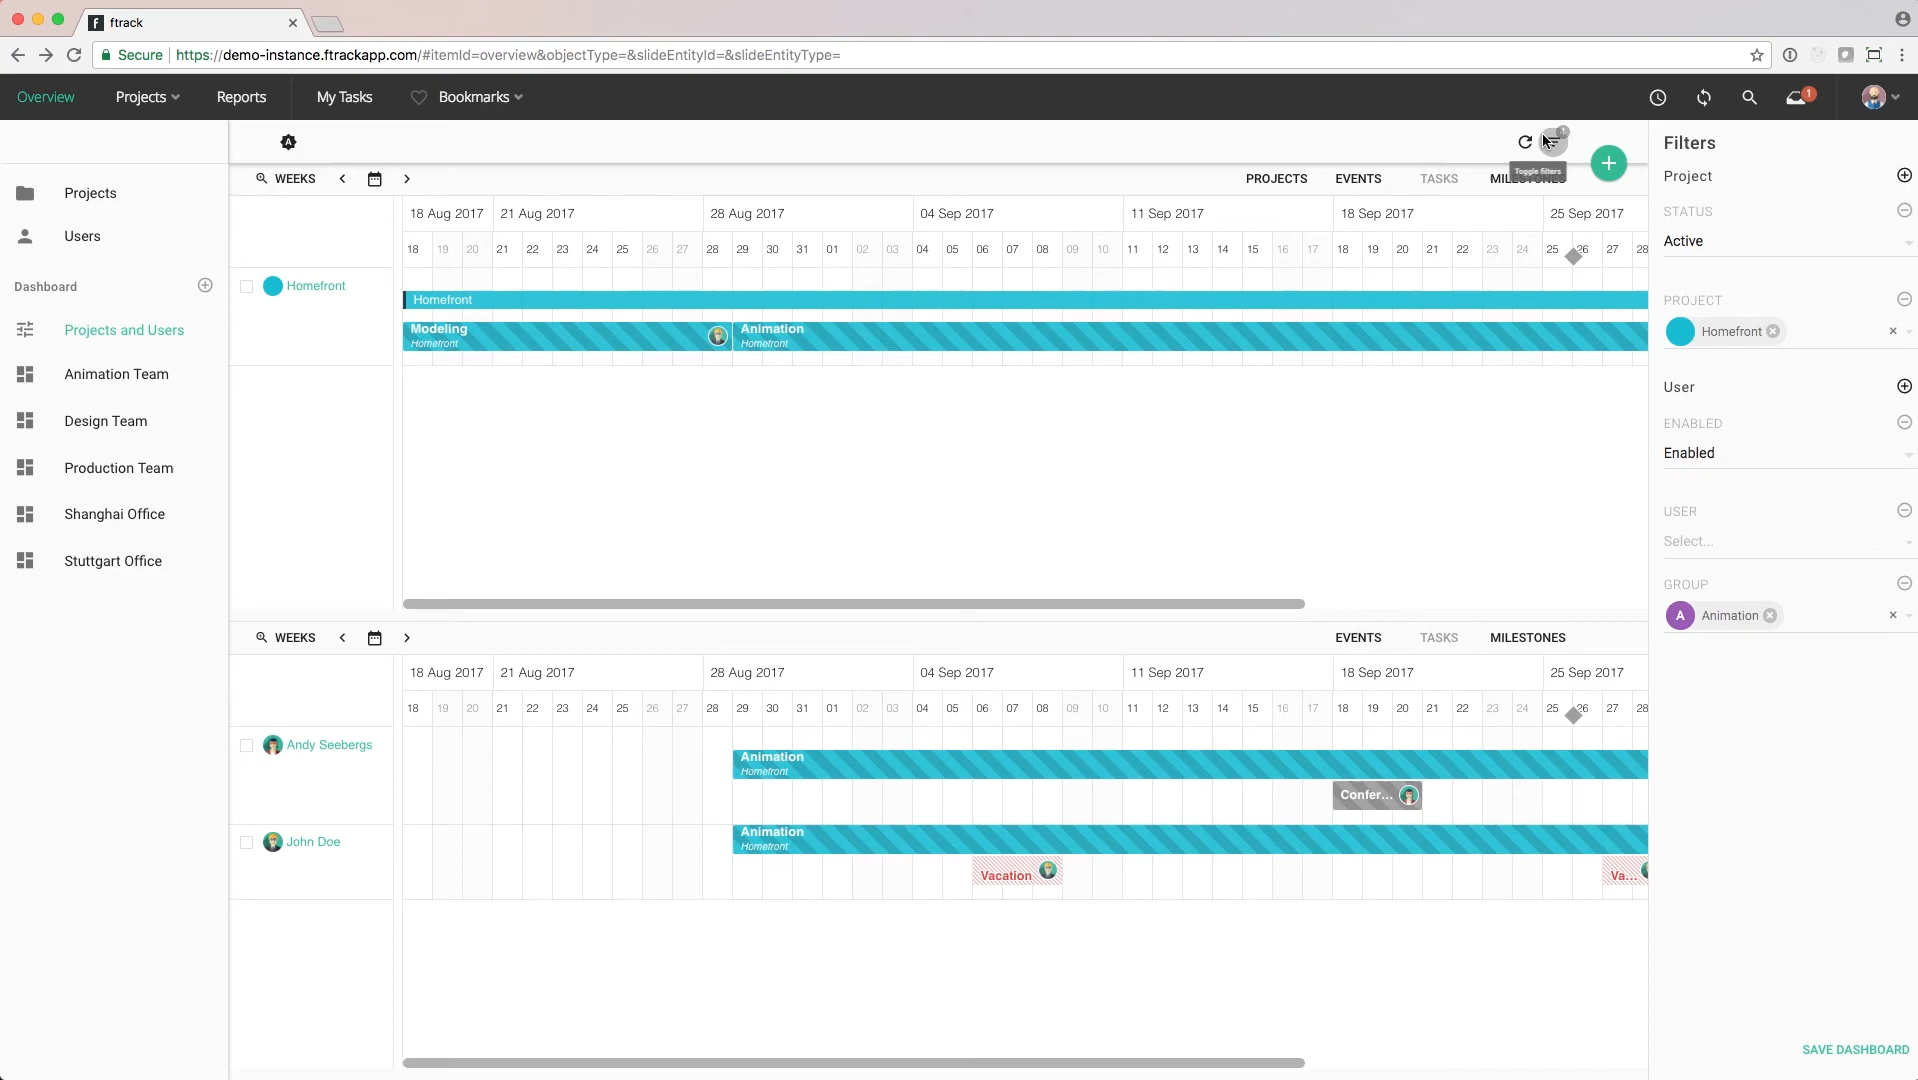 ftrack
Secure https://demo-instance.ftrackapp.com/#itemId=overview&objectType=&slideEntityId=&slideEntityType=
Overview Projects Reports My Tasks Bookmarks 1
A 1
Toggle filters
Projects
Users
Dashboard
Projects and Users
Animation Team
Design Team
Production Team
Shanghai Office
Stuttgart Office
WEEKS PROJECTS EVENTS TASKS MILESTONES
18 Aug 2017 21 Aug 2017 28 Aug 2017 04 Sep 2017 11 Sep 2017 18 Sep 2017 25 Sep 2017
18 19 20 21 22 23 24 25 26 27 28 29 30 31 01 02 03 04 05 06 07 08 09 10 11 12 13 14 15 16 17 18 19 20 21 22 23 24 25 26 27 28
Homefront
Homefront
Modeling
Homefront
Animation
Homefront
WEEKS EVENTS TASKS MILESTONES
18 Aug 2017 21 Aug 2017 28 Aug 2017 04 Sep 2017 11 Sep 2017 18 Sep 2017 25 Sep 2017
18 19 20 21 22 23 24 25 26 27 28 29 30 31 01 02 03 04 05 06 07 08 09 10 11 12 13 14 15 16 17 18 19 20 21 22 23 24 25 26 27 28
Andy Seebergs
Animation
Homefront
Confer...
John Doe
Animation
Homefront
Vacation
Va...
Filters
Project
STATUS
Active
PROJECT
Homefront
User
ENABLED
Enabled
USER
Select...
GROUP
A Animation
SAVE DASHBOARD